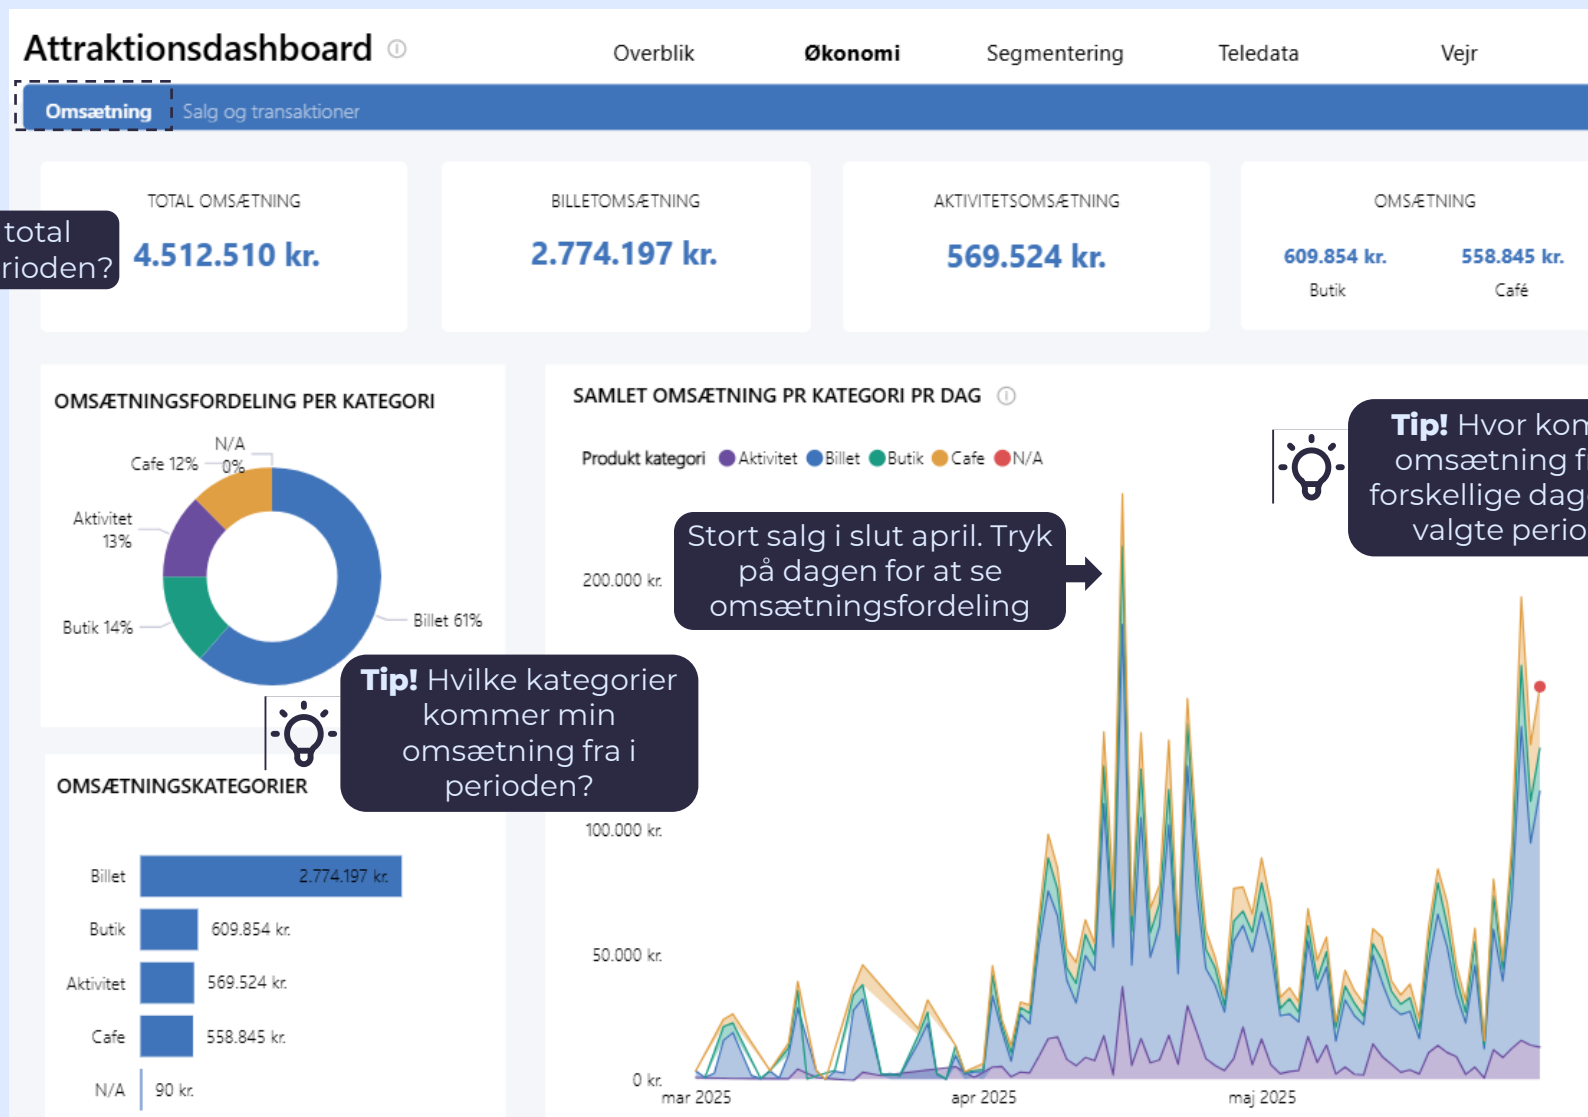 Attraktionsdashboard
Overblik
Økonomi
Segmentering
Teledata
Vejr
Omsætning
Salg og transaktioner
TOTAL OMSÆTNING
4.512.510 kr.
total
rioden?
BILLETOMSÆTNING
2.774.197 kr.
AKTIVITETSOMSÆTNING
569.524 kr.
OMSÆTNING
609.854 kr.
558.845 kr.
Butik
Café
OMSÆTNINGSFORDELING PER KATEGORI
N/A
0%
Cafe 12%
Aktivitet
13%
Butik 14%
Billet 61%
Tip! Hvilke kategorier
kommer min
omsætning fra i
perioden?
SAMLET OMSÆTNING PR KATEGORI PR DAG
Produkt kategori Aktivitet Billet Butik Cafe N/A
Tip! Hvor kom
omsætning f
forskellige dag
valgte perio
Stort salg i slut april. Tryk
på dagen for at se
omsætningsfordeling
200.000 kr.
100.000 kr.
50.000 kr.
0 kr.
mar 2025
apr 2025
maj 2025
OMSÆTNINGSKATEGORIER
Billet
2.774.197 kr.
Butik
609.854 kr.
Aktivitet
569.524 kr.
Cafe
558.845 kr.
N/A
90 kr.